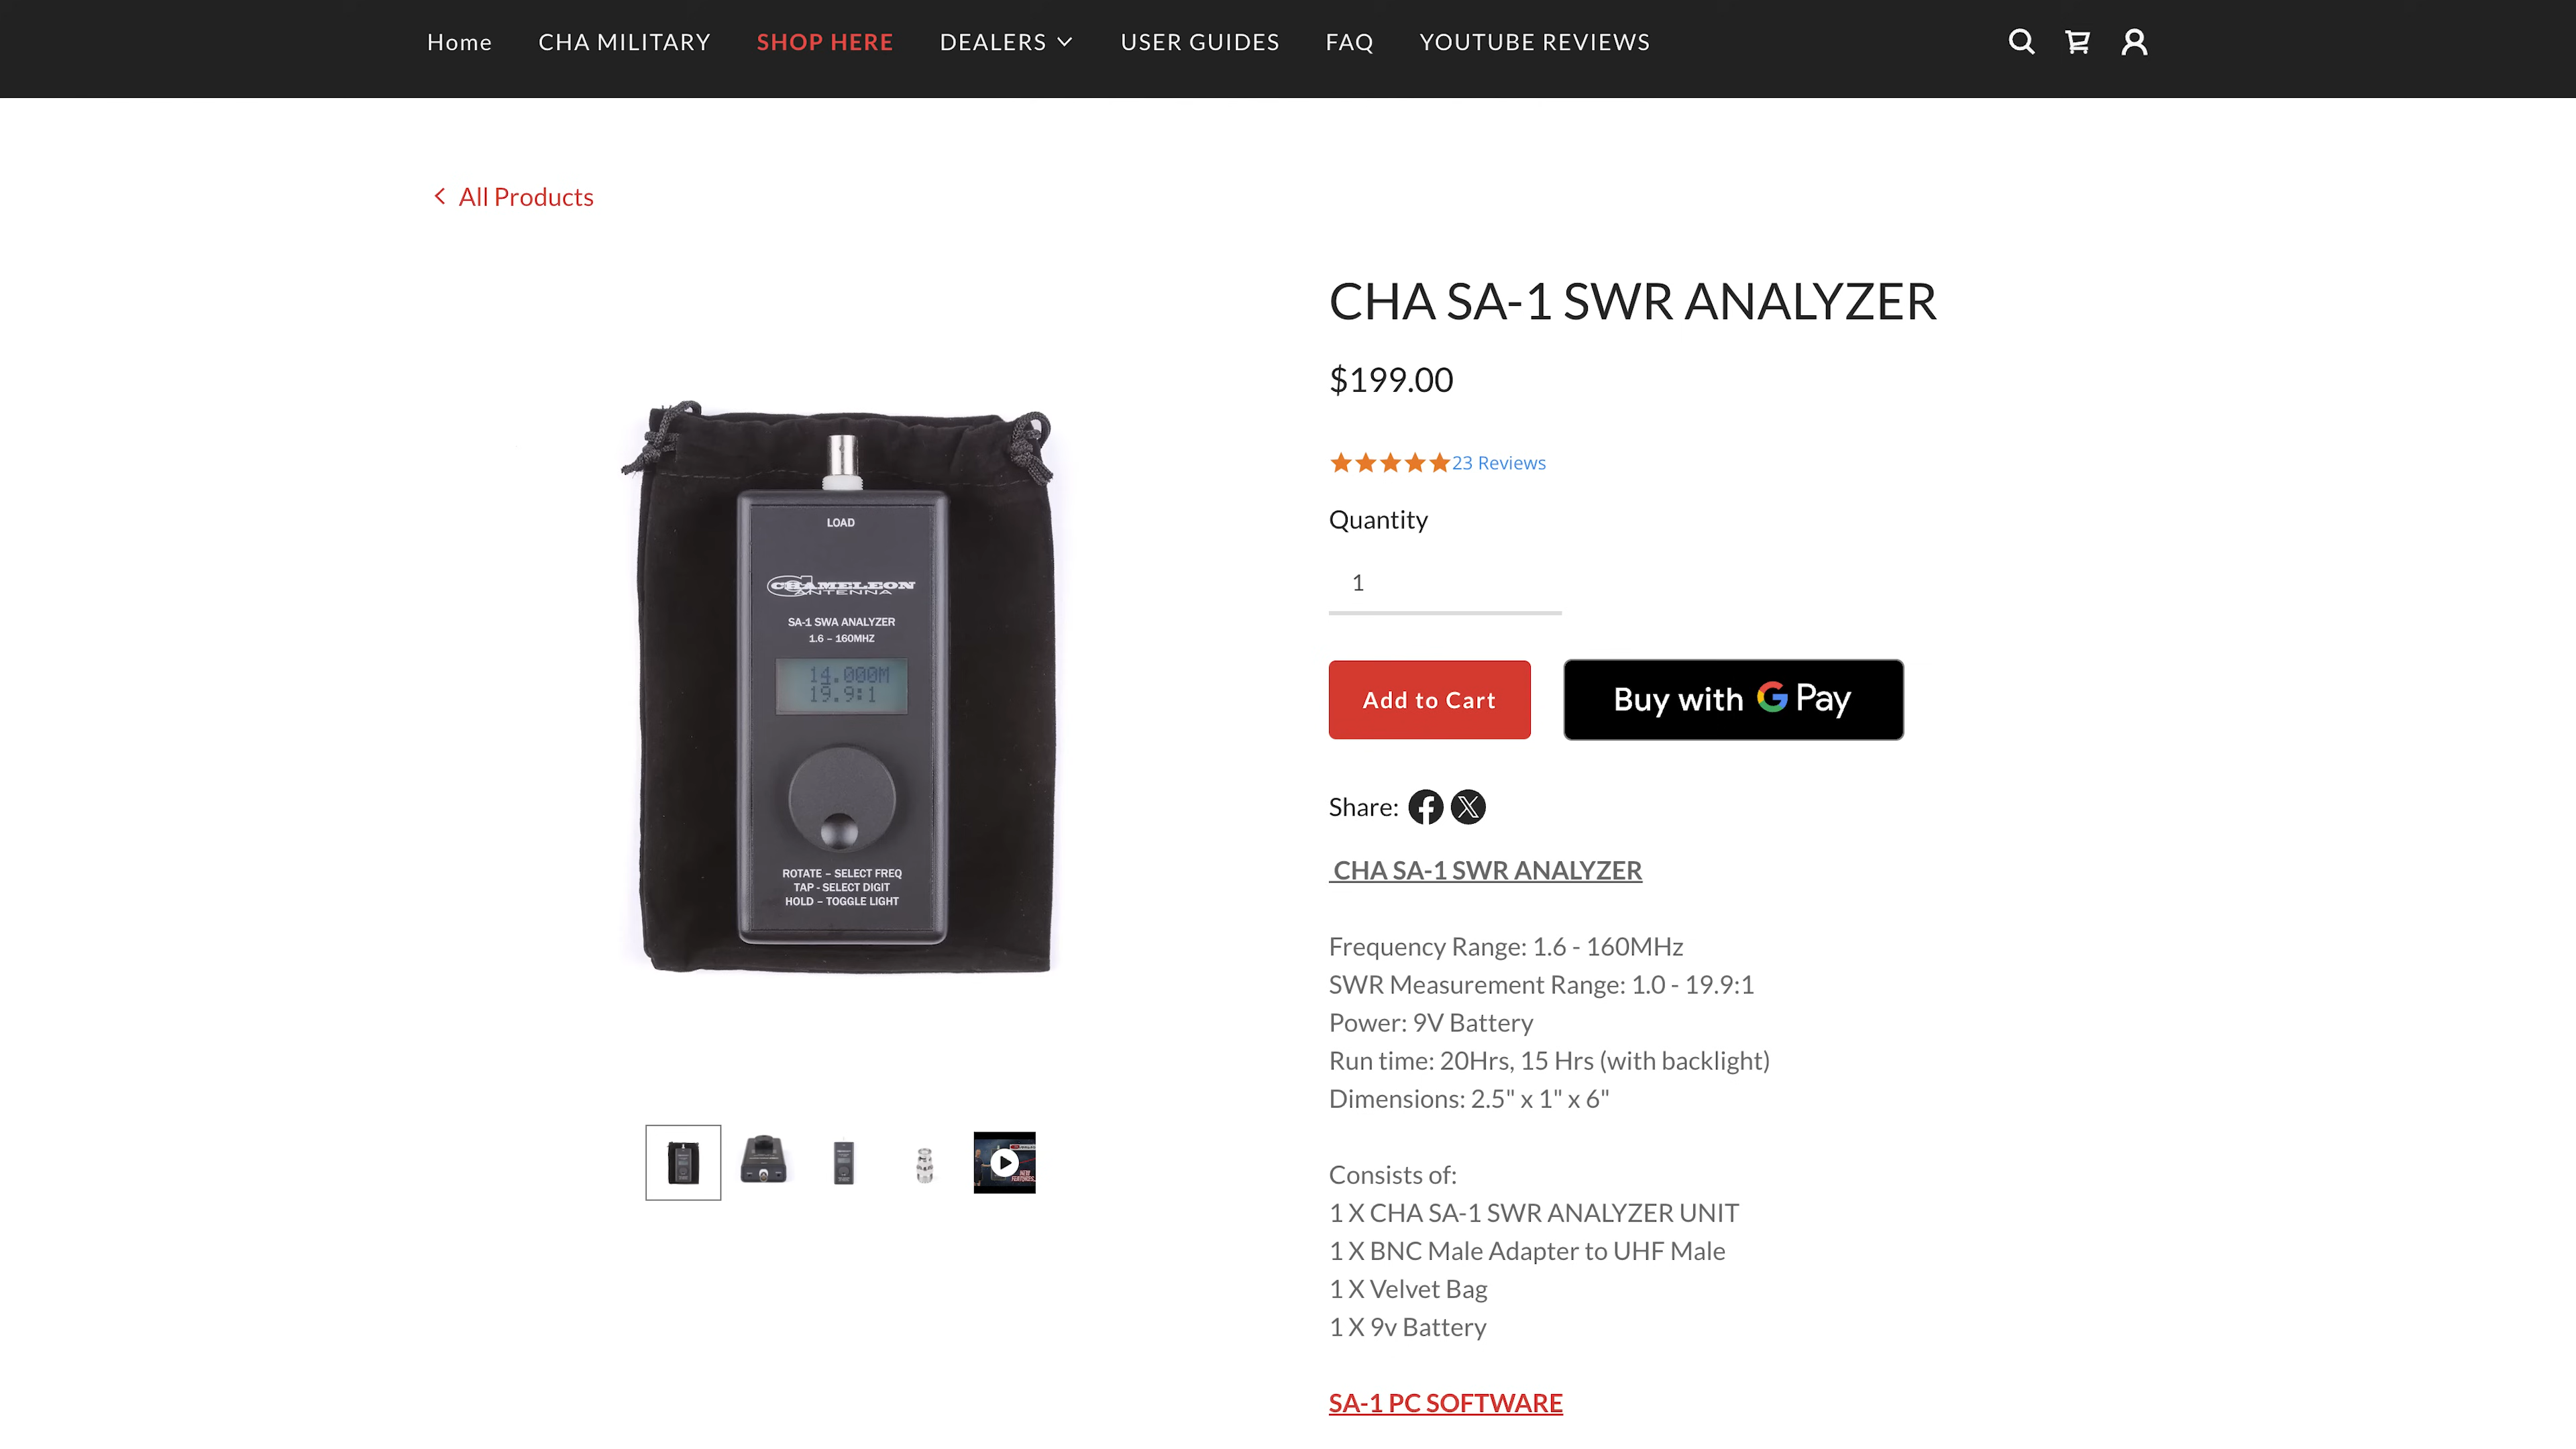 Home CHA MILITARY SHOP HERE DEALERS USER GUIDES FAQ YOUTUBE REVIEWS
All Products
CHA SA-1 SWR ANALYZER
$199.00
23 Reviews
Quantity
1
Add to Cart
Buy with G Pay
Share:
CHA SA-1 SWR ANALYZER
Frequency Range: 1.6 - 160MHz
SWR Measurement Range: 1.0 - 19.9:1
Power: 9V Battery
Run time: 20Hrs, 15 Hrs (with backlight)
Dimensions: 2.5" x 1" x 6"
Consists of:
1 X CHA SA-1 SWR ANALYZER UNIT
1 X BNC Male Adapter to UHF Male
1 X Velvet Bag
1 X 9v Battery
SA-1 PC SOFTWARE
LOAD
CHAMELEON
ANTENNA
SA-1 SWA ANALYZER
1.6 – 160MHZ
14.000M
19.9:1
ROTATE – SELECT FREQ
TAP - SELECT DIGIT
HOLD – TOGGLE LIGHT
NEW
FEATURES